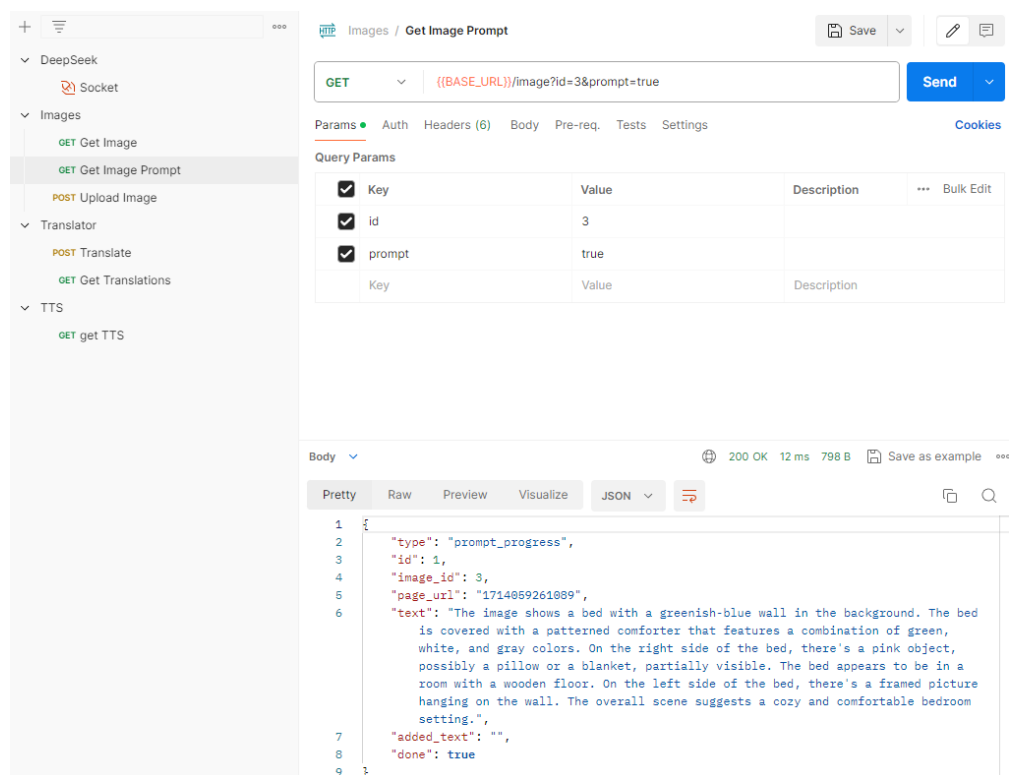 DeepSeek
Socket
Images
GET Get Image
GET Get Image Prompt
POST Upload Image
Translator
POST Translate
GET Get Translations
TTS
GET get TTS
HTTP Images / Get Image Prompt
Save
GET {{BASE_URL}}/image?id=3&prompt=true
Send
Params Auth Headers (6) Body Pre-req. Tests Settings
Cookies
Query Params
Key Value Description Bulk Edit
id 3
prompt true
Key Value Description
Body 200 OK 12 ms 798 B Save as example
Pretty Raw Preview Visualize JSON
1 {
2 "type": "prompt_progress",
3 "id": 1,
4 "image_id": 3,
5 "page_url": "1714059261089",
6 "text": "The image shows a bed with a greenish-blue wall in the background. The bed
is covered with a patterned comforter that features a combination of green,
white, and gray colors. On the right side of the bed, there's a pink object,
possibly a pillow or a blanket, partially visible. The bed appears to be in a
room with a wooden floor. On the left side of the bed, there's a framed picture
hanging on the wall. The overall scene suggests a cozy and comfortable bedroom
setting.",
7 "added_text": "",
8 "done": true
9 }